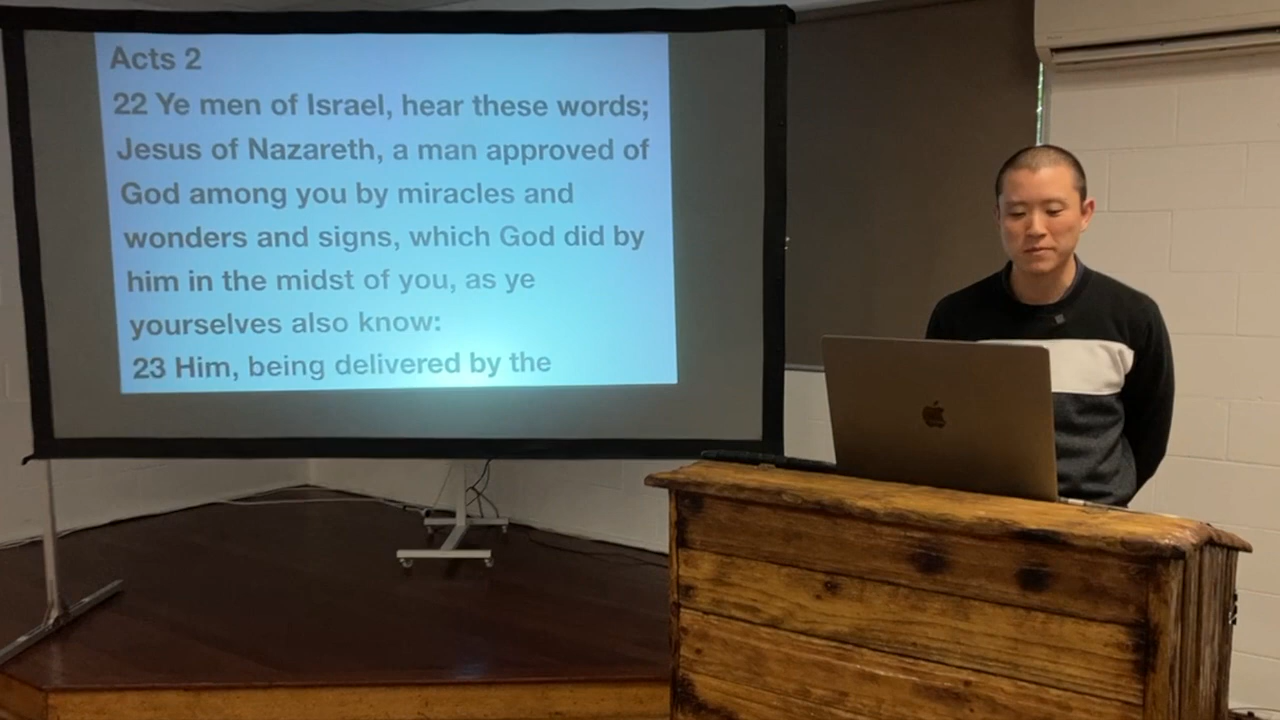 Acts 2
22 Ye men of Israel, hear these words;
Jesus of Nazareth, a man approved of
God among you by miracles and
wonders and signs, which God did by
him in the midst of you, as ye
yourselves also know:
23 Him, being delivered by the